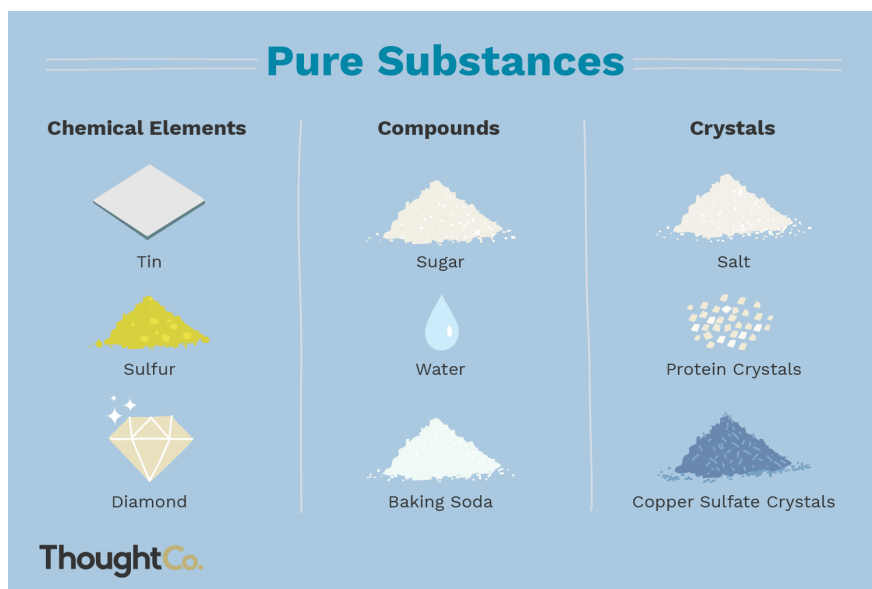 Pure Substances
Chemical Elements
Tin
Sulfur
Diamond
Compounds
Sugar
Water
Baking Soda
Crystals
Salt
Protein Crystals
Copper Sulfate Crystals
ThoughtCo.